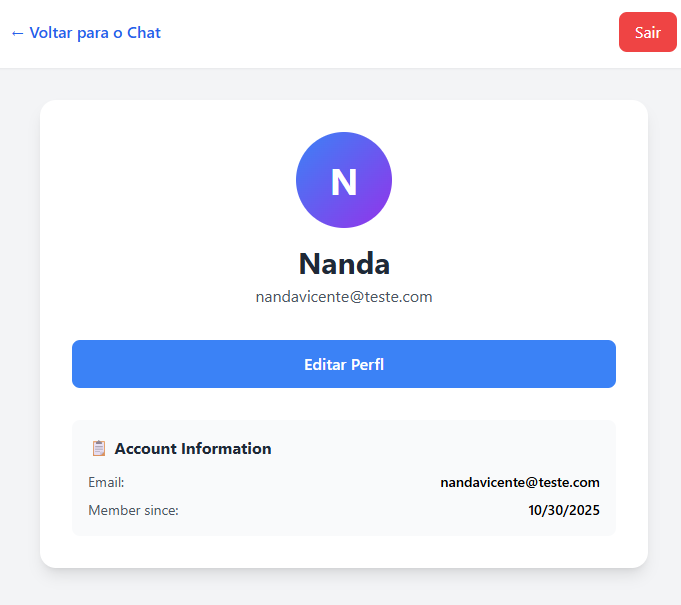 ← Voltar para o Chat
Sair
N
Nanda
nandavicente@teste.com
Editar Perfl
📋 Account Information
Email: nandavicente@teste.com
Member since: 10/30/2025